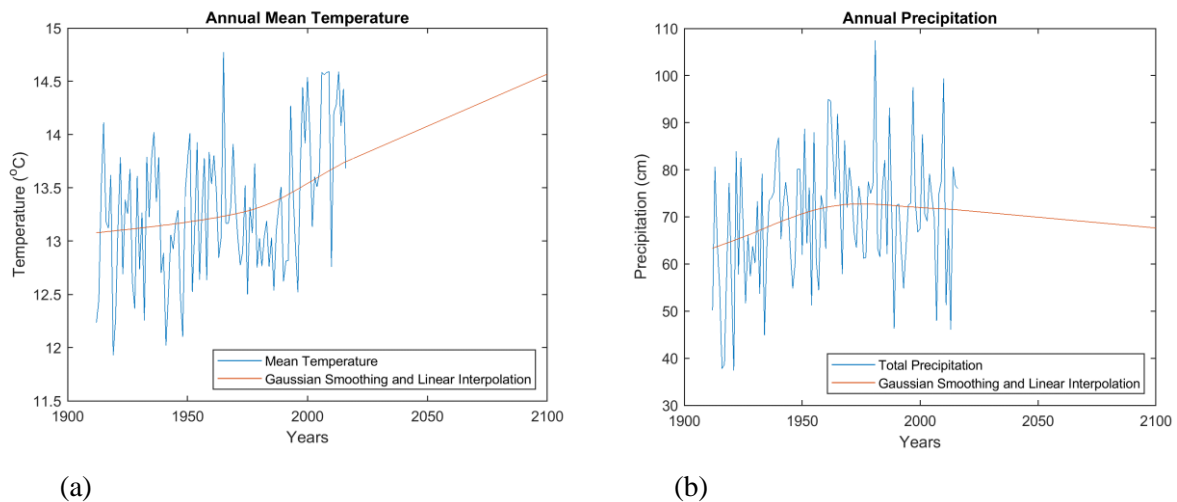 Annual Mean Temperature
15
14.5
14
13.5
13
12.5
12
11.5
Temperature (°C)
1900
1950
2000
2050
2100
Years
Mean Temperature
Gaussian Smoothing and Linear Interpolation
(a)
Annual Precipitation
110
100
90
80
70
60
50
40
30
Precipitation (cm)
1900
1950
2000
2050
2100
Years
Total Precipitation
Gaussian Smoothing and Linear Interpolation
(b)